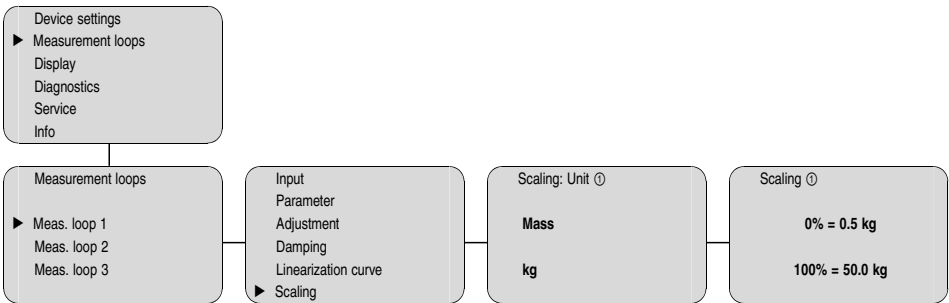 Device settings
▶ Measurement loops
Display
Diagnostics
Service
Info
Measurement loops
▶ Meas. loop 1
Meas. loop 2
Meas. loop 3
Input
Parameter
Adjustment
Damping
Linearization curve
▶ Scaling
Scaling: Unit ①
Mass
kg
Scaling ①
0% = 0.5 kg
100% = 50.0 kg